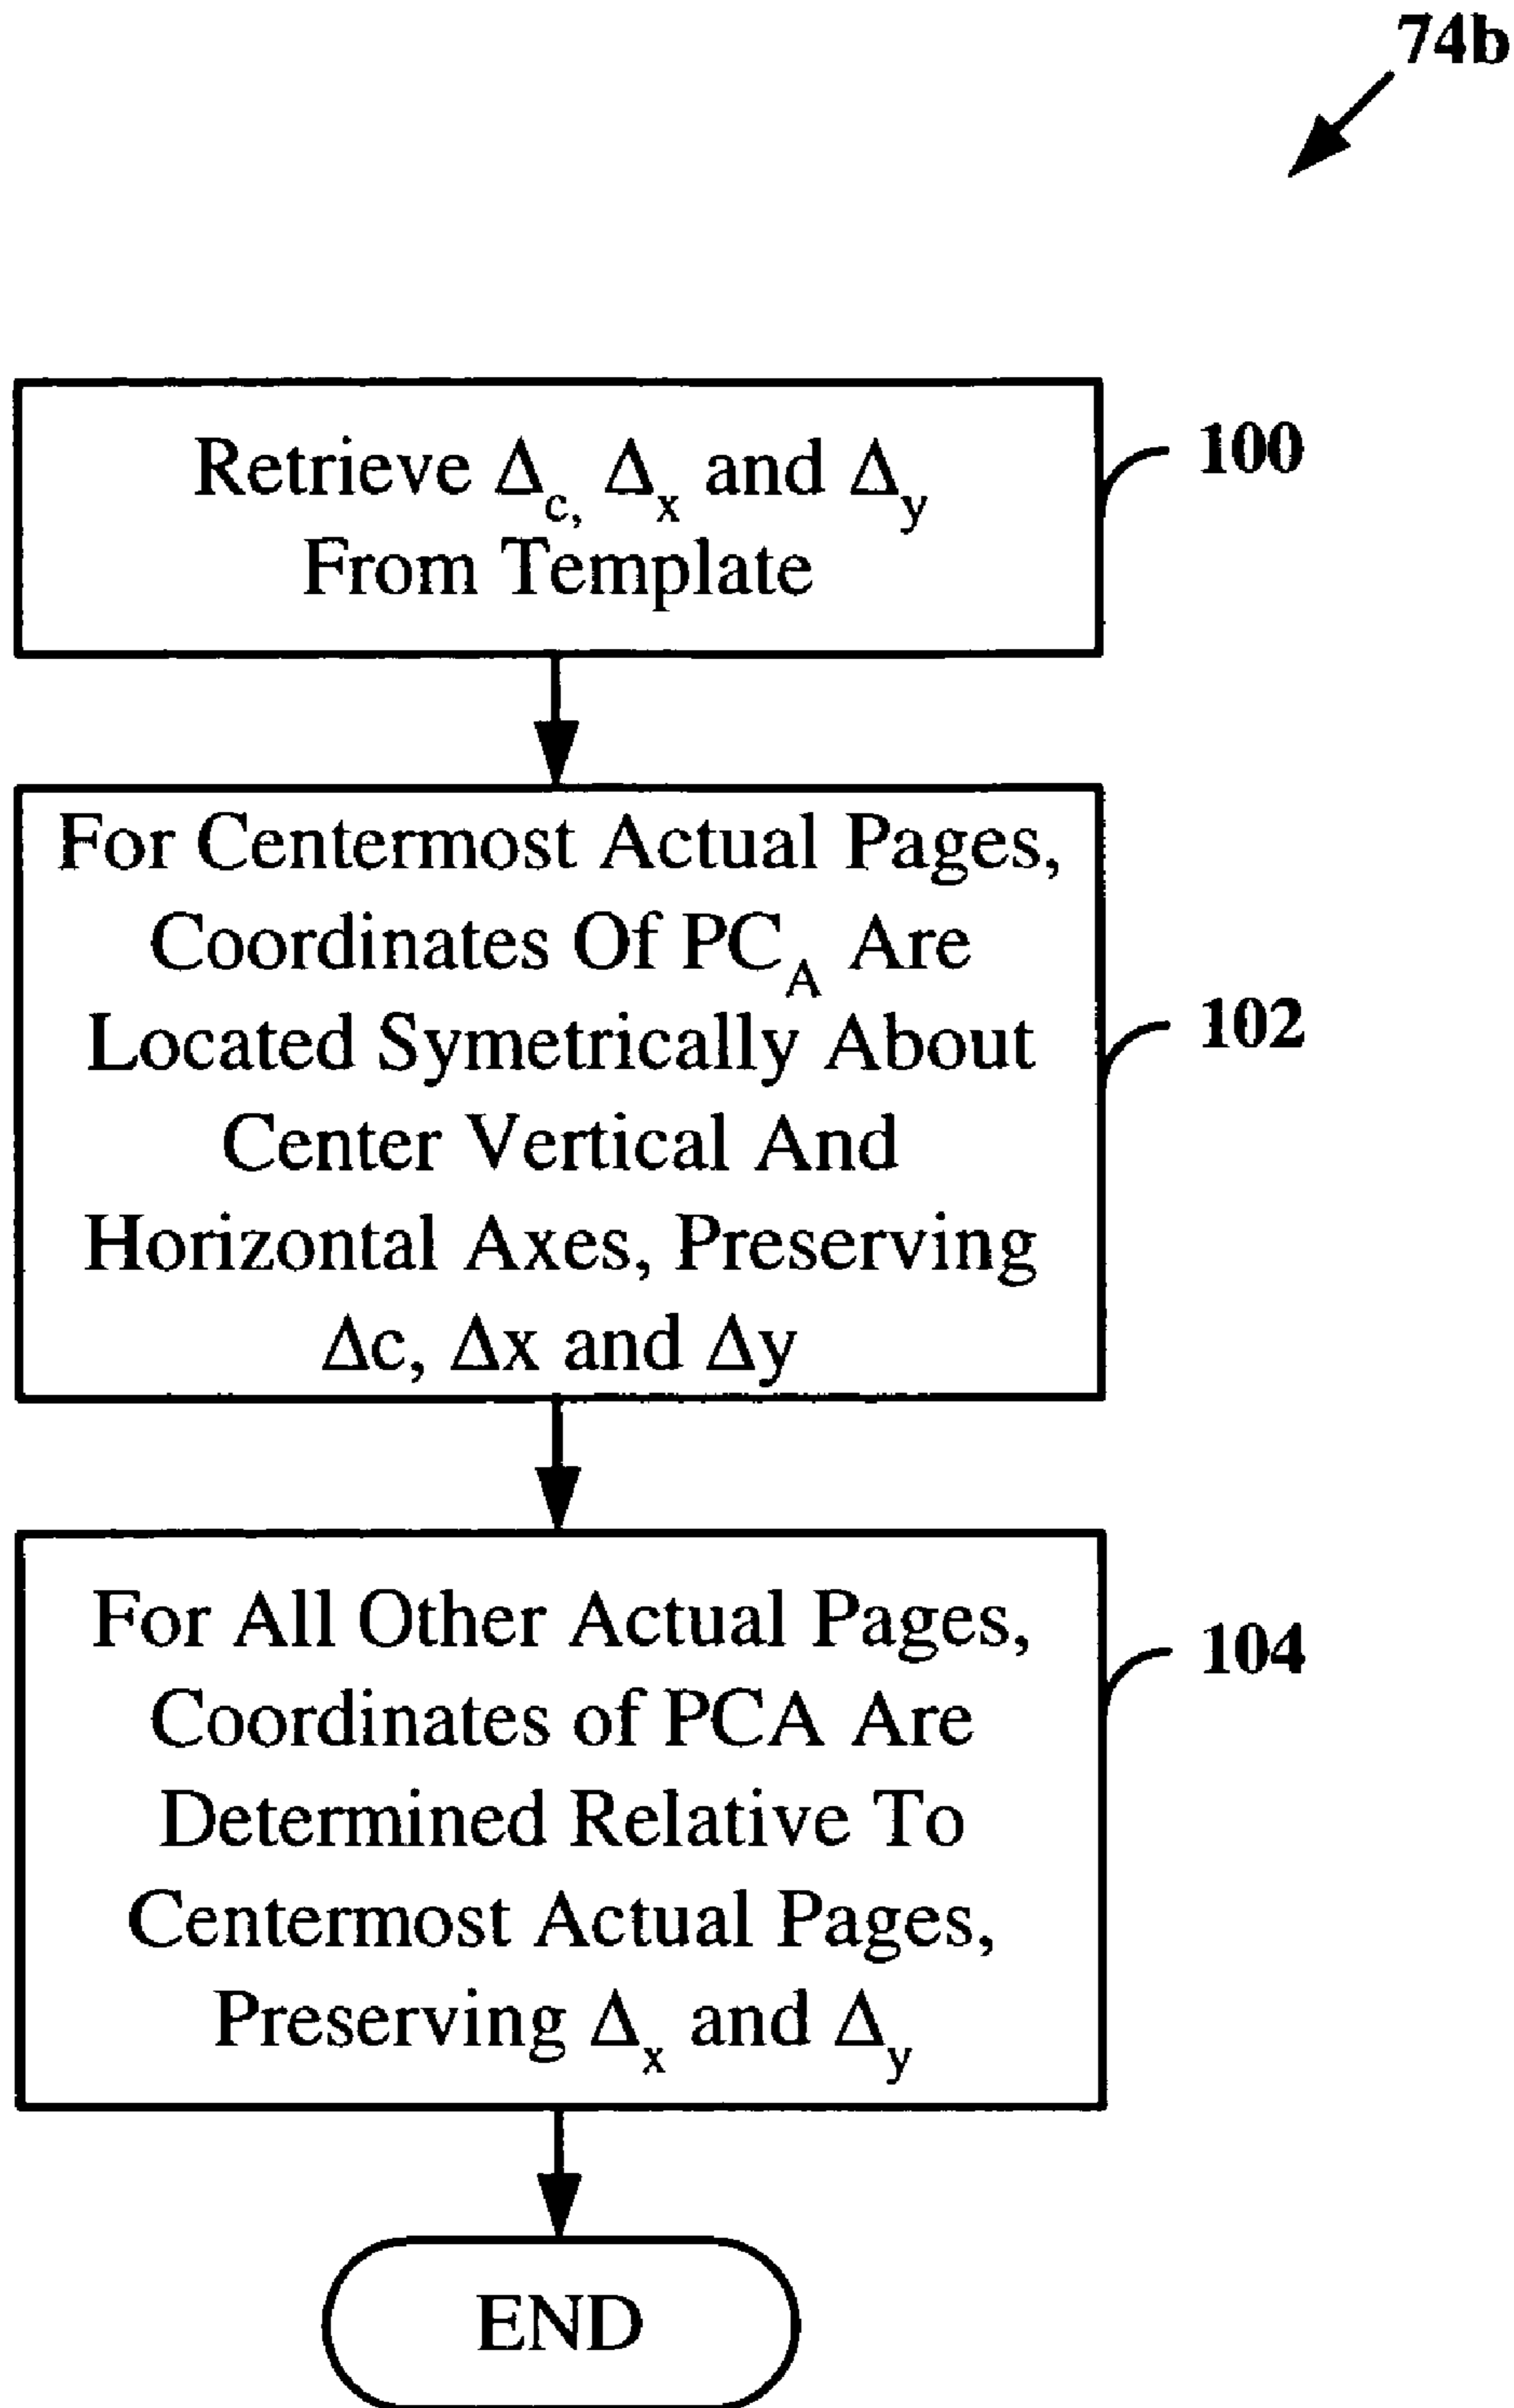 74b
Retrieve Δc, Δx and Δy
From Template
100
For Centermost Actual Pages,
Coordinates Of PCA Are
Located Symetrically About
Center Vertical And
Horizontal Axes, Preserving
Δc, Δx and Δy
102
For All Other Actual Pages,
Coordinates of PCA Are
Determined Relative To
Centermost Actual Pages,
Preserving Δx and Δy
104
END